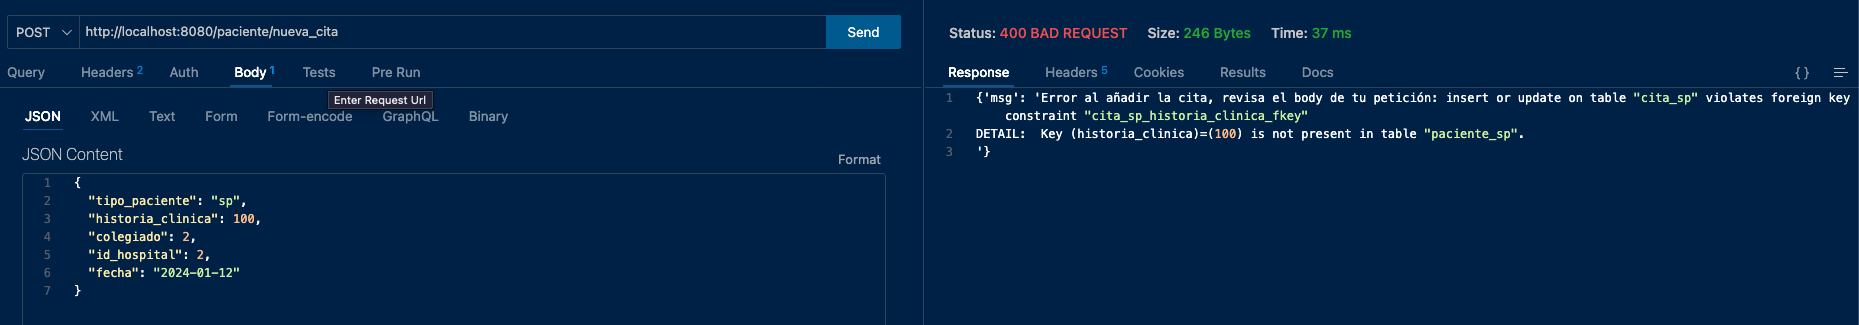 POST
http://localhost:8080/paciente/nueva_cita
Send
Query
Headers 2
Auth
Body 1
Tests
Pre Run
Enter Request Url
JSON
XML
Text
Form
Form-encode
GraphQL
Binary
JSON Content
Format
1 {
2 "tipo_paciente": "sp",
3 "historia_clinica": 100,
4 "colegiado": 2,
5 "id_hospital": 2,
6 "fecha": "2024-01-12"
7 }
Status: 400 BAD REQUEST Size: 246 Bytes Time: 37 ms
Response
Headers 5
Cookies
Results
Docs
{ }
1 {'msg': 'Error al añadir la cita, revisa el body de tu petición: insert or update on table "cita_sp" violates foreign key
constraint "cita_sp_historia_clinica_fkey"
2 DETAIL:  Key (historia_clinica)=(100) is not present in table "paciente_sp".
3 '}